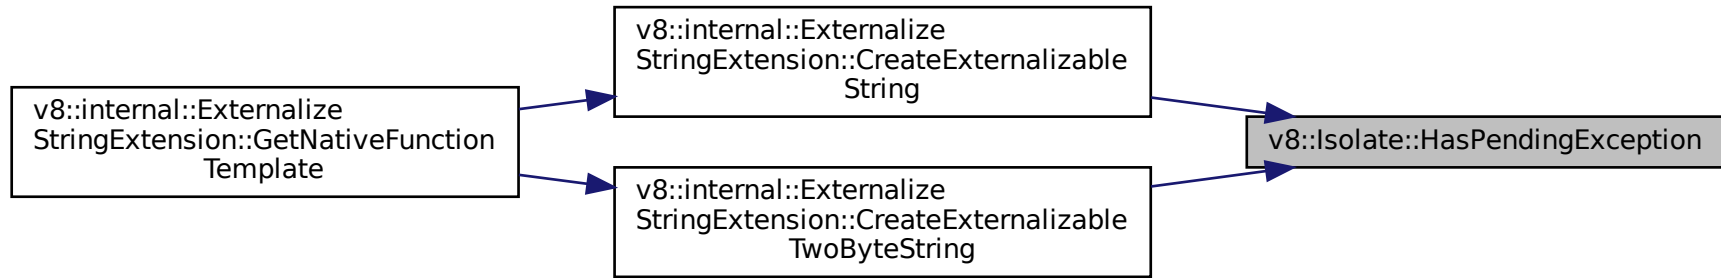 v8::internal::Externalize
StringExtension::GetNativeFunction
Template
v8::internal::Externalize
StringExtension::CreateExternalizable
String
v8::internal::Externalize
StringExtension::CreateExternalizable
TwoByteString
v8::Isolate::HasPendingException